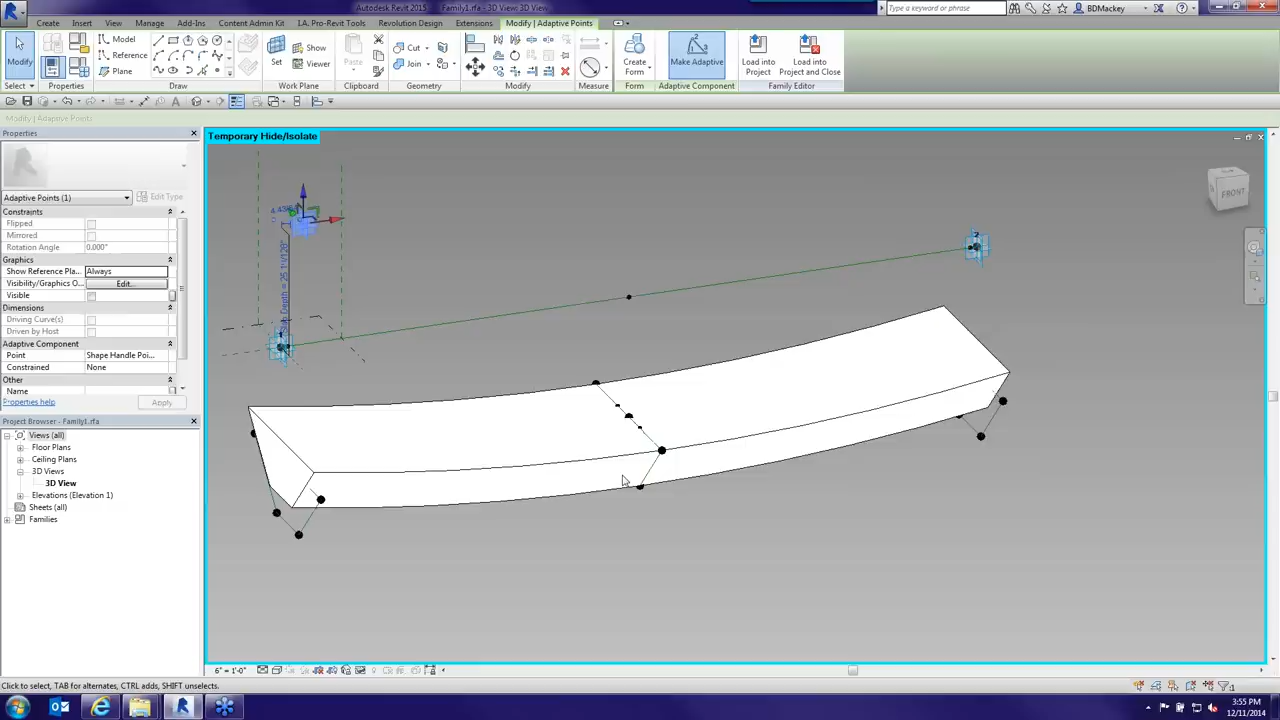 Autodesk Revit 2015 - Family1.rfa - 3D View: 3D View
Type a keyword or phrase
BDMackey
Create Insert View Manage Add-Ins Content Admin Kit I.A. Pro-Revit Tools Revolution Design Extensions Modify | Adaptive Points
Modify
Model
Reference
Plane
Set
Show
Viewer
Paste
Cut
Join
Create
Form
Make Adaptive
Load into
Project
Load into
Project and Close
Select Properties Draw Work Plane Clipboard Geometry Modify Measure Form Adaptive Component Family Editor
Modify | Adaptive Points
Properties
Adaptive Points (1)
Edit Type
Constraints
Flipped
Mirrored
Rotation Angle 0.000°
Graphics
Show Reference Pla... Always
Visibility/Graphics O... Edit...
Visible
Dimensions
Driving Curve(s)
Driven by Host
Adaptive Component
Point Shape Handle Poi...
Constrained None
Other
Name
Properties help
Apply
Project Browser - Family1.rfa
Views (all)
Floor Plans
Ceiling Plans
3D Views
3D View
Elevations (Elevation 1)
Sheets (all)
Families
Temporary Hide/Isolate
FRONT
2
1
6" = 1'-0"
Click to select, TAB for alternates, CTRL adds, SHIFT unselects.
:1
3:55 PM
12/11/2014